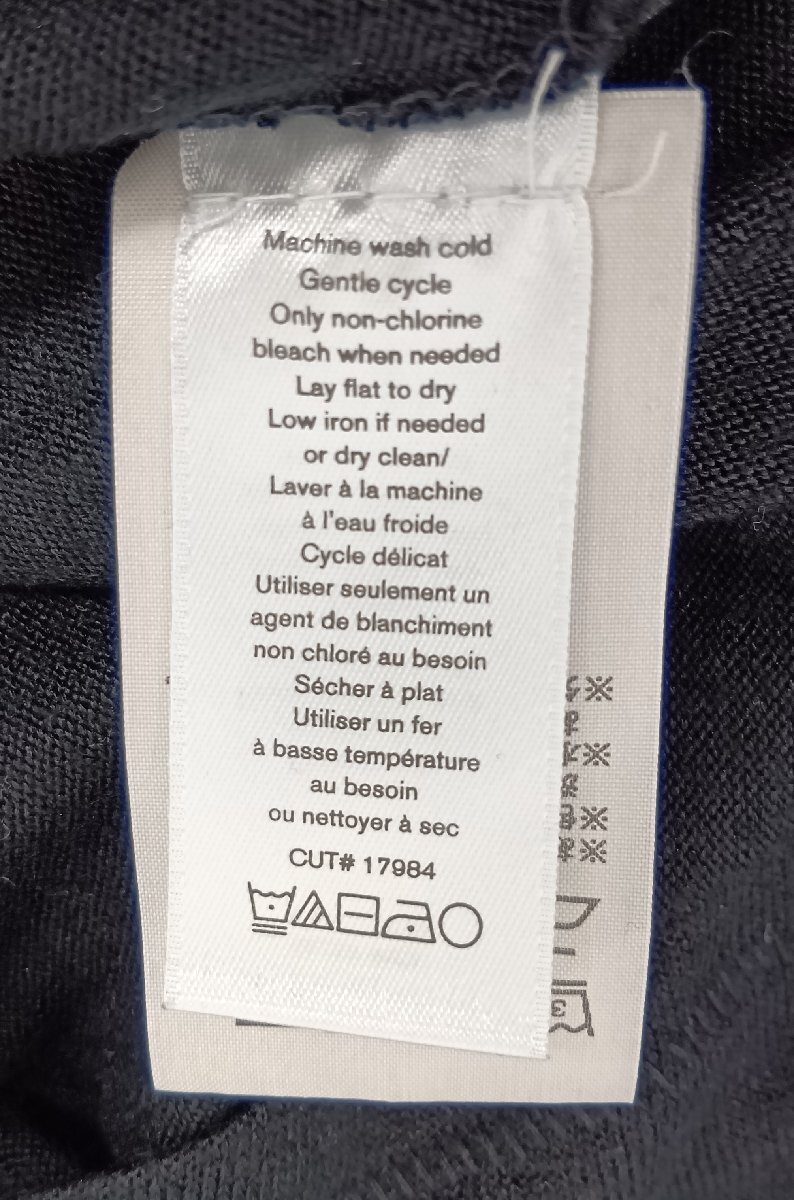 Machine wash cold
Gentle cycle
Only non-chlorine
bleach when needed
Lay flat to dry
Low iron if needed
or dry clean/
Laver à la machine
à l'eau froide
Cycle délicat
Utiliser seulement un
agent de blanchiment
non chloré au besoin
Sécher à plat
Utiliser un fer
à basse température
au besoin
ou nettoyer à sec
CUT# 17984